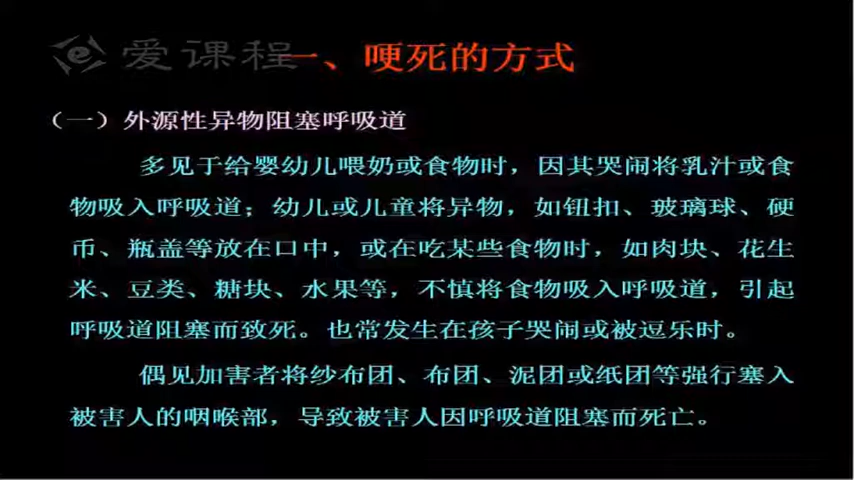 爱课程
一、哽死的方式
（一）外源性异物阻塞呼吸道
多见于给婴幼儿喂奶或食物时，因其哭闹将乳汁或食
物吸入呼吸道；幼儿或儿童将异物，如钮扣、玻璃球、硬
币、瓶盖等放在口中，或在吃某些食物时，如肉块、花生
米、豆类、糖块、水果等，不慎将食物吸入呼吸道，引起
呼吸道阻塞而致死。也常发生在孩子哭闹或被逗乐时。
偶见加害者将纱布团、布团、泥团或纸团等强行塞入
被害人的咽喉部，导致被害人因呼吸道阻塞而死亡。